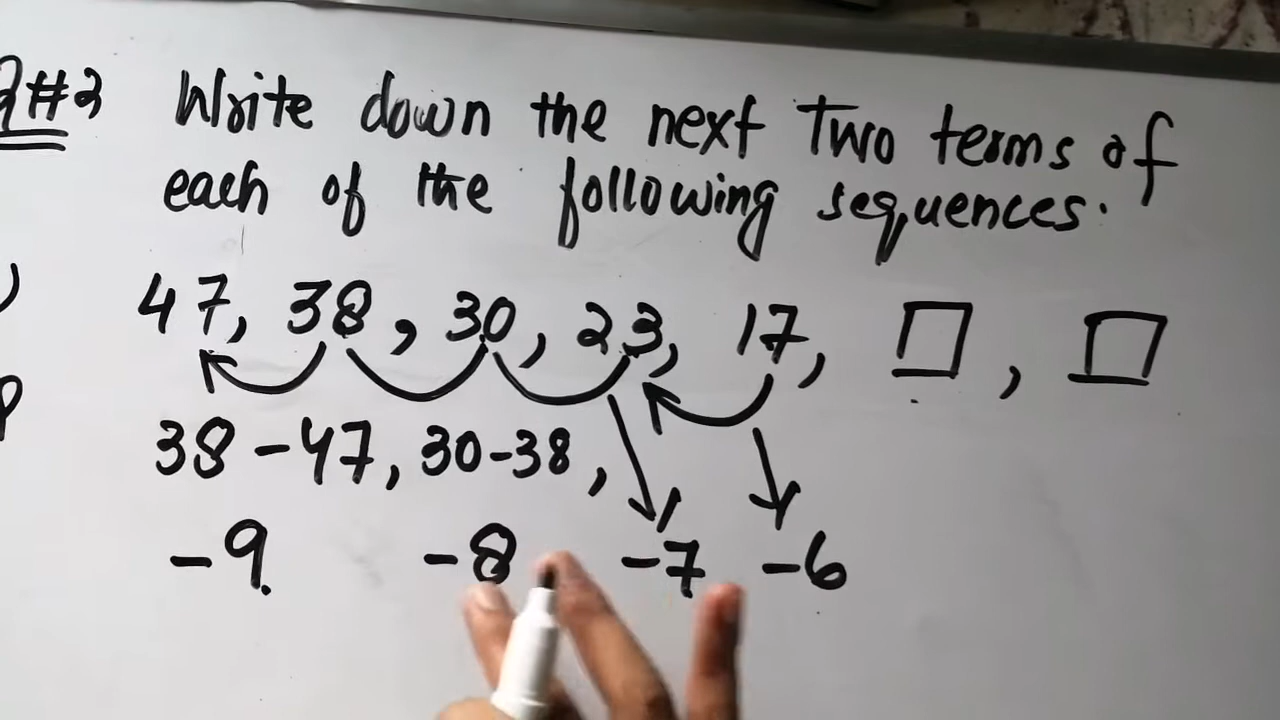 Q#3 Write down the next two terms of
each of the following sequences.
) 47, 38, 30, 23, 17, □, □
38-47, 30-38,
-9 -8 -7 -6